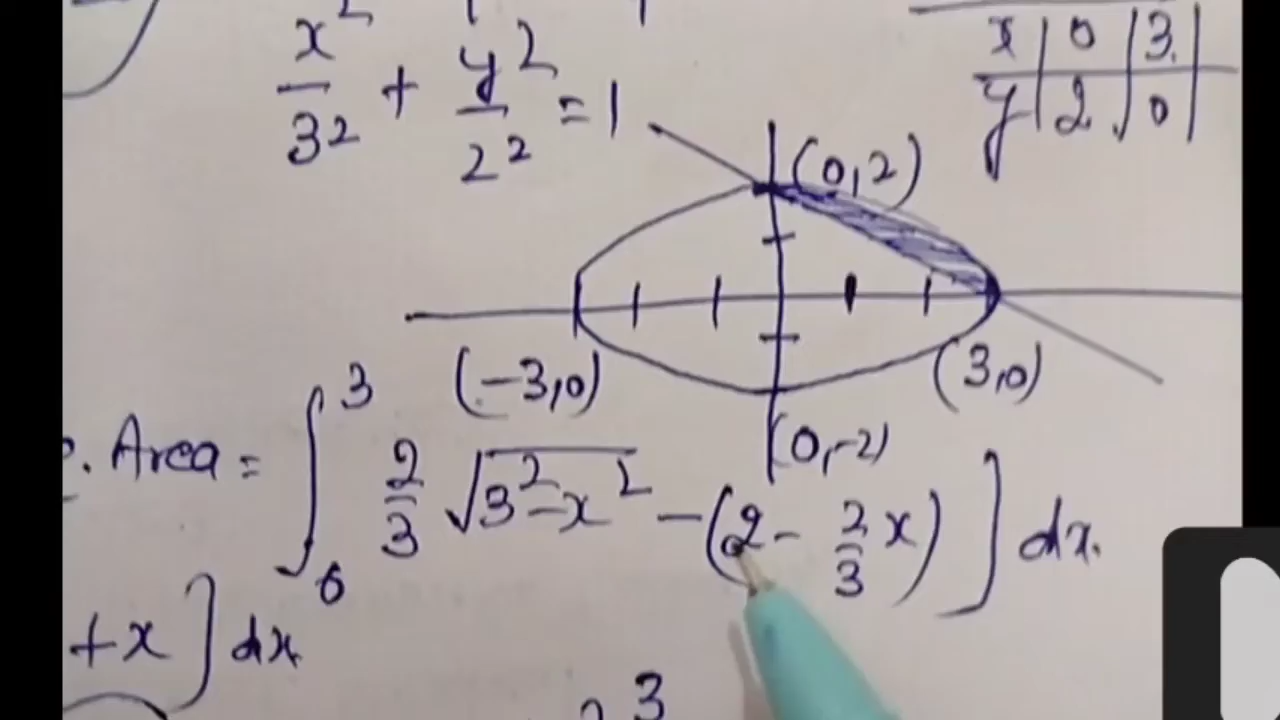 x²/3² + y²/2² = 1
x | 0 | 3
y | 2 | 0
(0,2)
(-3,0)
(3,0)
(0,-2)
Area = ∫₀³ 2/3 √(3²-x²) - (2 - 2/3 x) ] dx.
+x ] dx
3